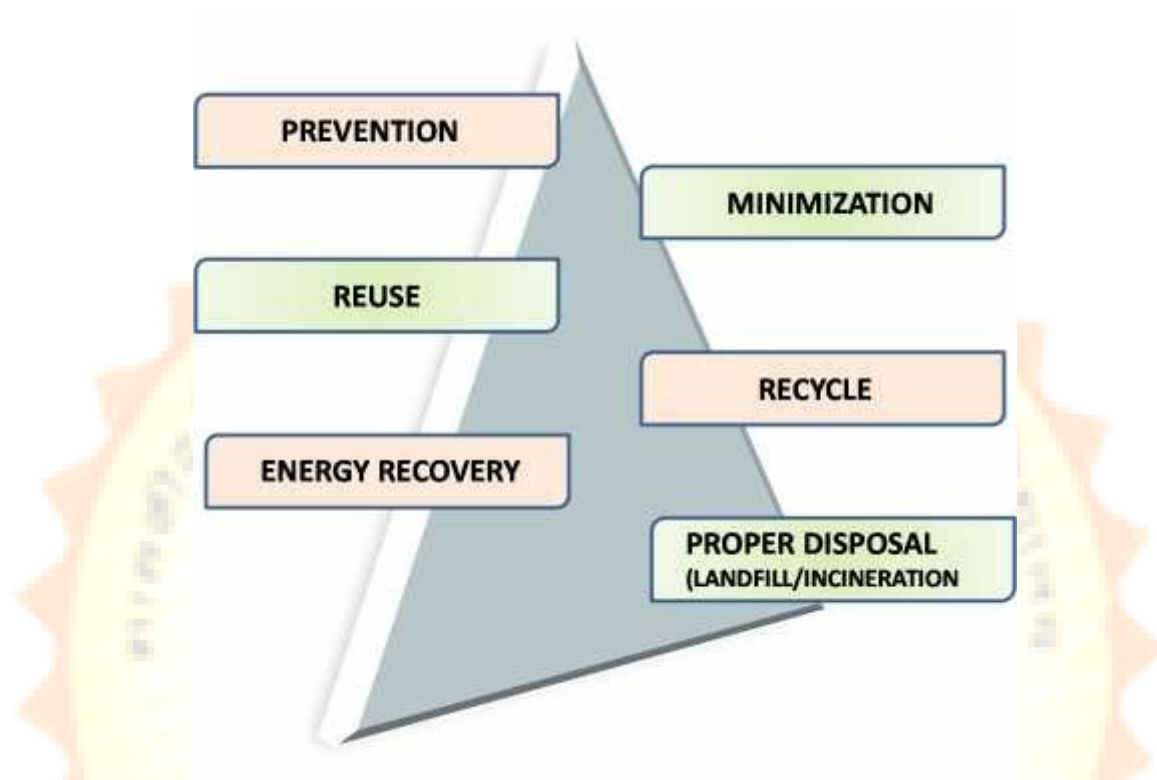 PREVENTION
MINIMIZATION
REUSE
RECYCLE
ENERGY RECOVERY
PROPER DISPOSAL
(LANDFILL/INCINERATION